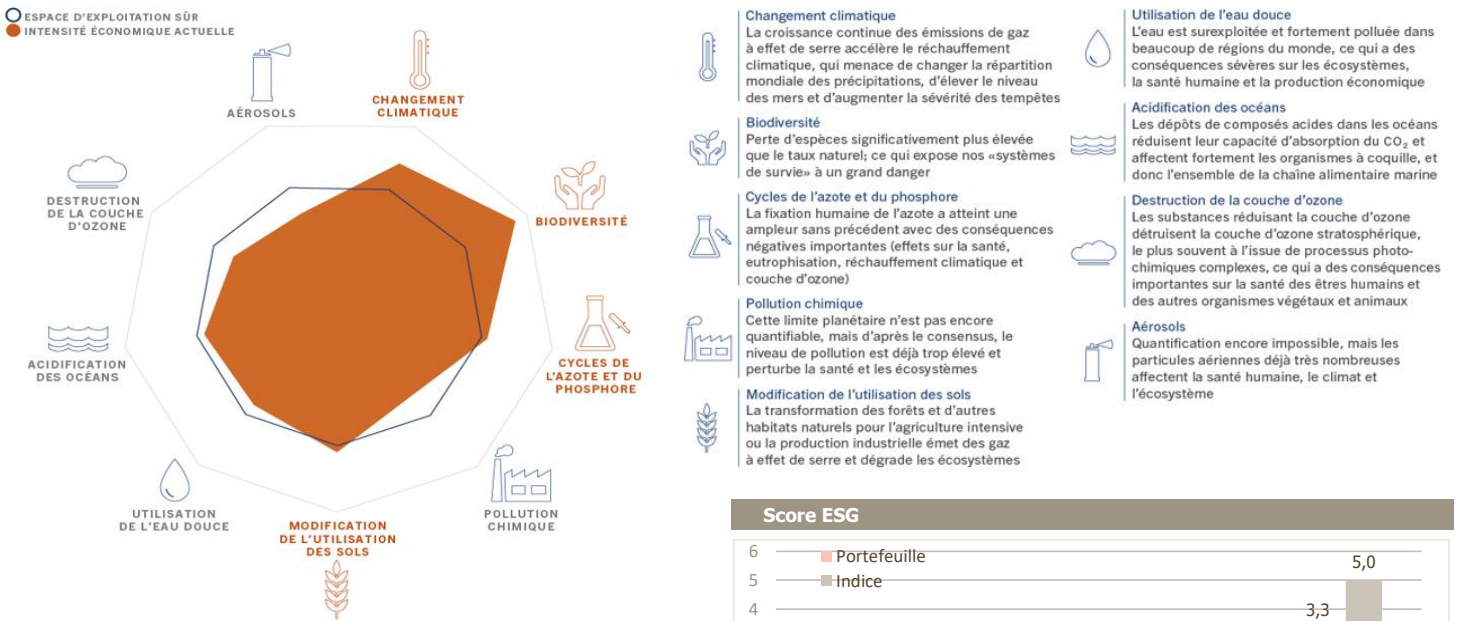 ESPACE D'EXPLOITATION SÛR
INTENSITÉ ÉCONOMIQUE ACTUELLE
AÉROSOLS
CHANGEMENT
CLIMATIQUE
DESTRUCTION
DE LA COUCHE
D'OZONE
BIODIVERSITÉ
ACIDIFICATION
DES OCÉANS
CYCLES DE
L'AZOTE ET DU
PHOSPHORE
UTILISATION
DE L'EAU DOUCE
MODIFICATION
DE L'UTILISATION
DES SOLS
POLLUTION
CHIMIQUE
Changement climatique
La croissance continue des émissions de gaz
à effet de serre accélère le réchauffement
climatique, qui menace de changer la répartition
mondiale des précipitations, d'élever le niveau
des mers et d'augmenter la sévérité des tempêtes
Biodiversité
Perte d'espèces significativement plus élevée
que le taux naturel; ce qui expose nos «systèmes
de survie» à un grand danger
Cycles de l'azote et du phosphore
La fixation humaine de l'azote a atteint une
ampleur sans précédent avec des conséquences
négatives importantes (effets sur la santé,
eutrophisation, réchauffement climatique et
couche d'ozone)
Pollution chimique
Cette limite planétaire n'est pas encore
quantifiable, mais d'après le consensus, le
niveau de pollution est déjà trop élevé et
perturbe la santé et les écosystèmes
Modification de l'utilisation des sols
La transformation des forêts et d'autres
habitats naturels pour l'agriculture intensive
ou la production industrielle émet des gaz
à effet de serre et dégrade les écosystèmes
Utilisation de l'eau douce
L'eau est surexploitée et fortement polluée dans
beaucoup de régions du monde, ce qui a des
conséquences sévères sur les écosystèmes,
la santé humaine et la production économique
Acidification des océans
Les dépôts de composés acides dans les océans
réduisent leur capacité d'absorption du CO₂ et
affectent fortement les organismes à coquille, et
donc l'ensemble de la chaîne alimentaire marine
Destruction de la couche d'ozone
Les substances réduisant la couche d'ozone
détruisent la couche d'ozone stratosphérique,
le plus souvent à l'issue de processus photo-
chimiques complexes, ce qui a des conséquences
importantes sur la santé des êtres humains et
des autres organismes végétaux et animaux
Aérosols
Quantification encore impossible, mais les
particules aériennes déjà très nombreuses
affectent la santé humaine, le climat et
l'écosystème
Score ESG
6
Portefeuille
5,0
5
Indice
4
3,3